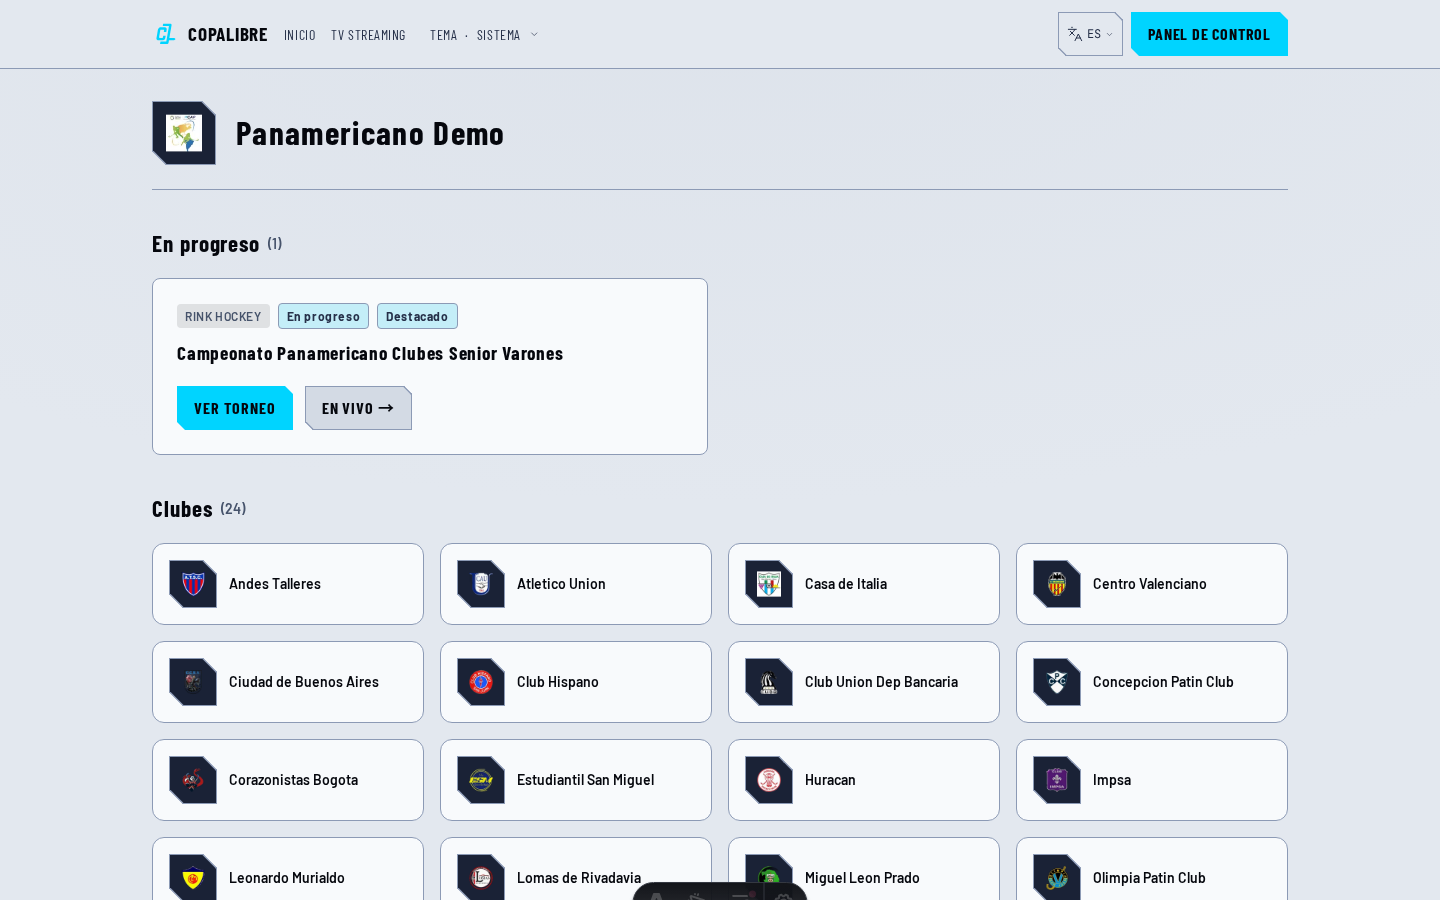 COPALIBRE INICIO TV STREAMING TEMA · SISTEMA ES PANEL DE CONTROL
Panamericano Demo
En progreso (1)
RINK HOCKEY En progreso Destacado
Campeonato Panamericano Clubes Senior Varones
VER TORNEO EN VIVO →
Clubes (24)
Andes Talleres Atletico Union Casa de Italia Centro Valenciano
Ciudad de Buenos Aires Club Hispano Club Union Dep Bancaria Concepcion Patin Club
Corazonistas Bogota Estudiantil San Miguel Huracan Impsa
Leonardo Murialdo Lomas de Rivadavia Miguel Leon Prado Olimpia Patin Club